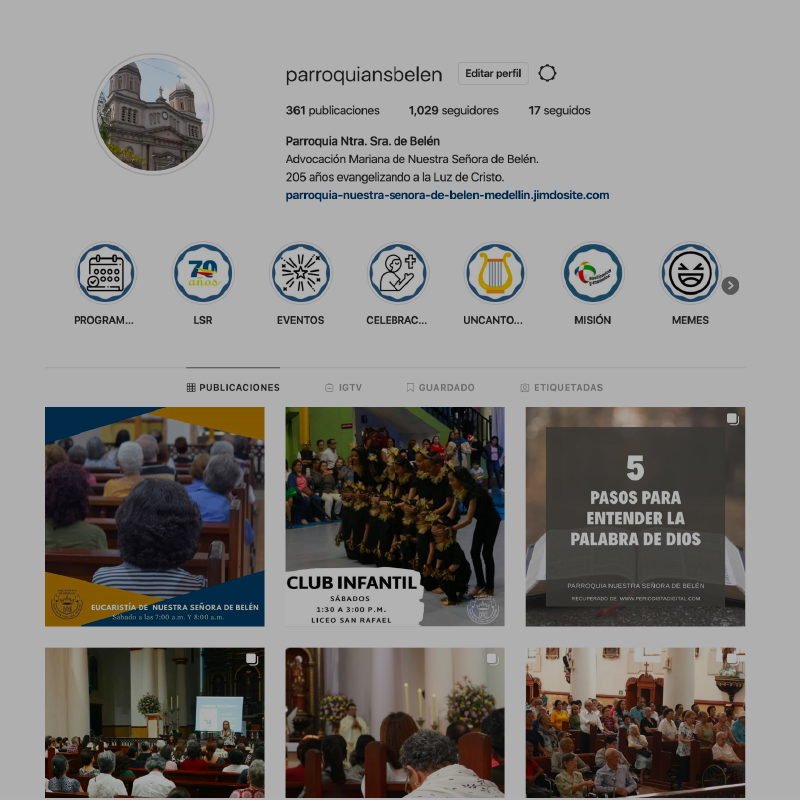 parroquiansbelen Editar perfil
361 publicaciones 1,029 seguidores 17 seguidos
Parroquia Ntra. Sra. de Belén
Advocación Mariana de Nuestra Señora de Belén.
205 años evangelizando a la Luz de Cristo.
parroquia-nuestra-senora-de-belen-medellin.jimdosite.com
70
años
PROGRAM... LSR EVENTOS CELEBRAC... UNCANTO... MISIÓN MEMES
PUBLICACIONES IGTV GUARDADO ETIQUETADAS
EUCARISTÍA DE NUESTRA SEÑORA DE BELÉN
Sabado a las 7:00 a.m. Y 8:00 a.m.
CLUB INFANTIL
SÁBADOS
1:30 A 3:00 P.M.
LICEO SAN RAFAEL
5
PASOS PARA
ENTENDER LA
PALABRA DE DIOS
PARROQUIA NUESTRA SEÑORA DE BELÉN
RECUPERADO DE: WWW.PERIODISTADIGITAL.COM